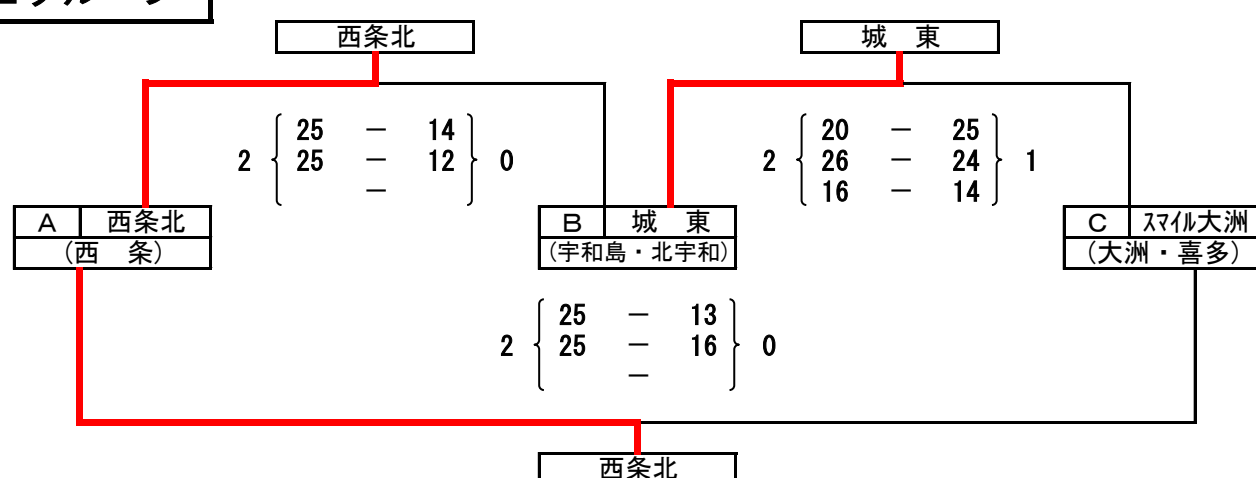 西条北
城　東
25 － 14
2 25 － 12 0
－
20 － 25
2 26 － 24 1
16 － 14
A 西条北
(西　条)
B 城　東
(宇和島・北宇和)
C スマイル大洲
(大洲・喜多)
25 － 13
2 25 － 16 0
－
西条北